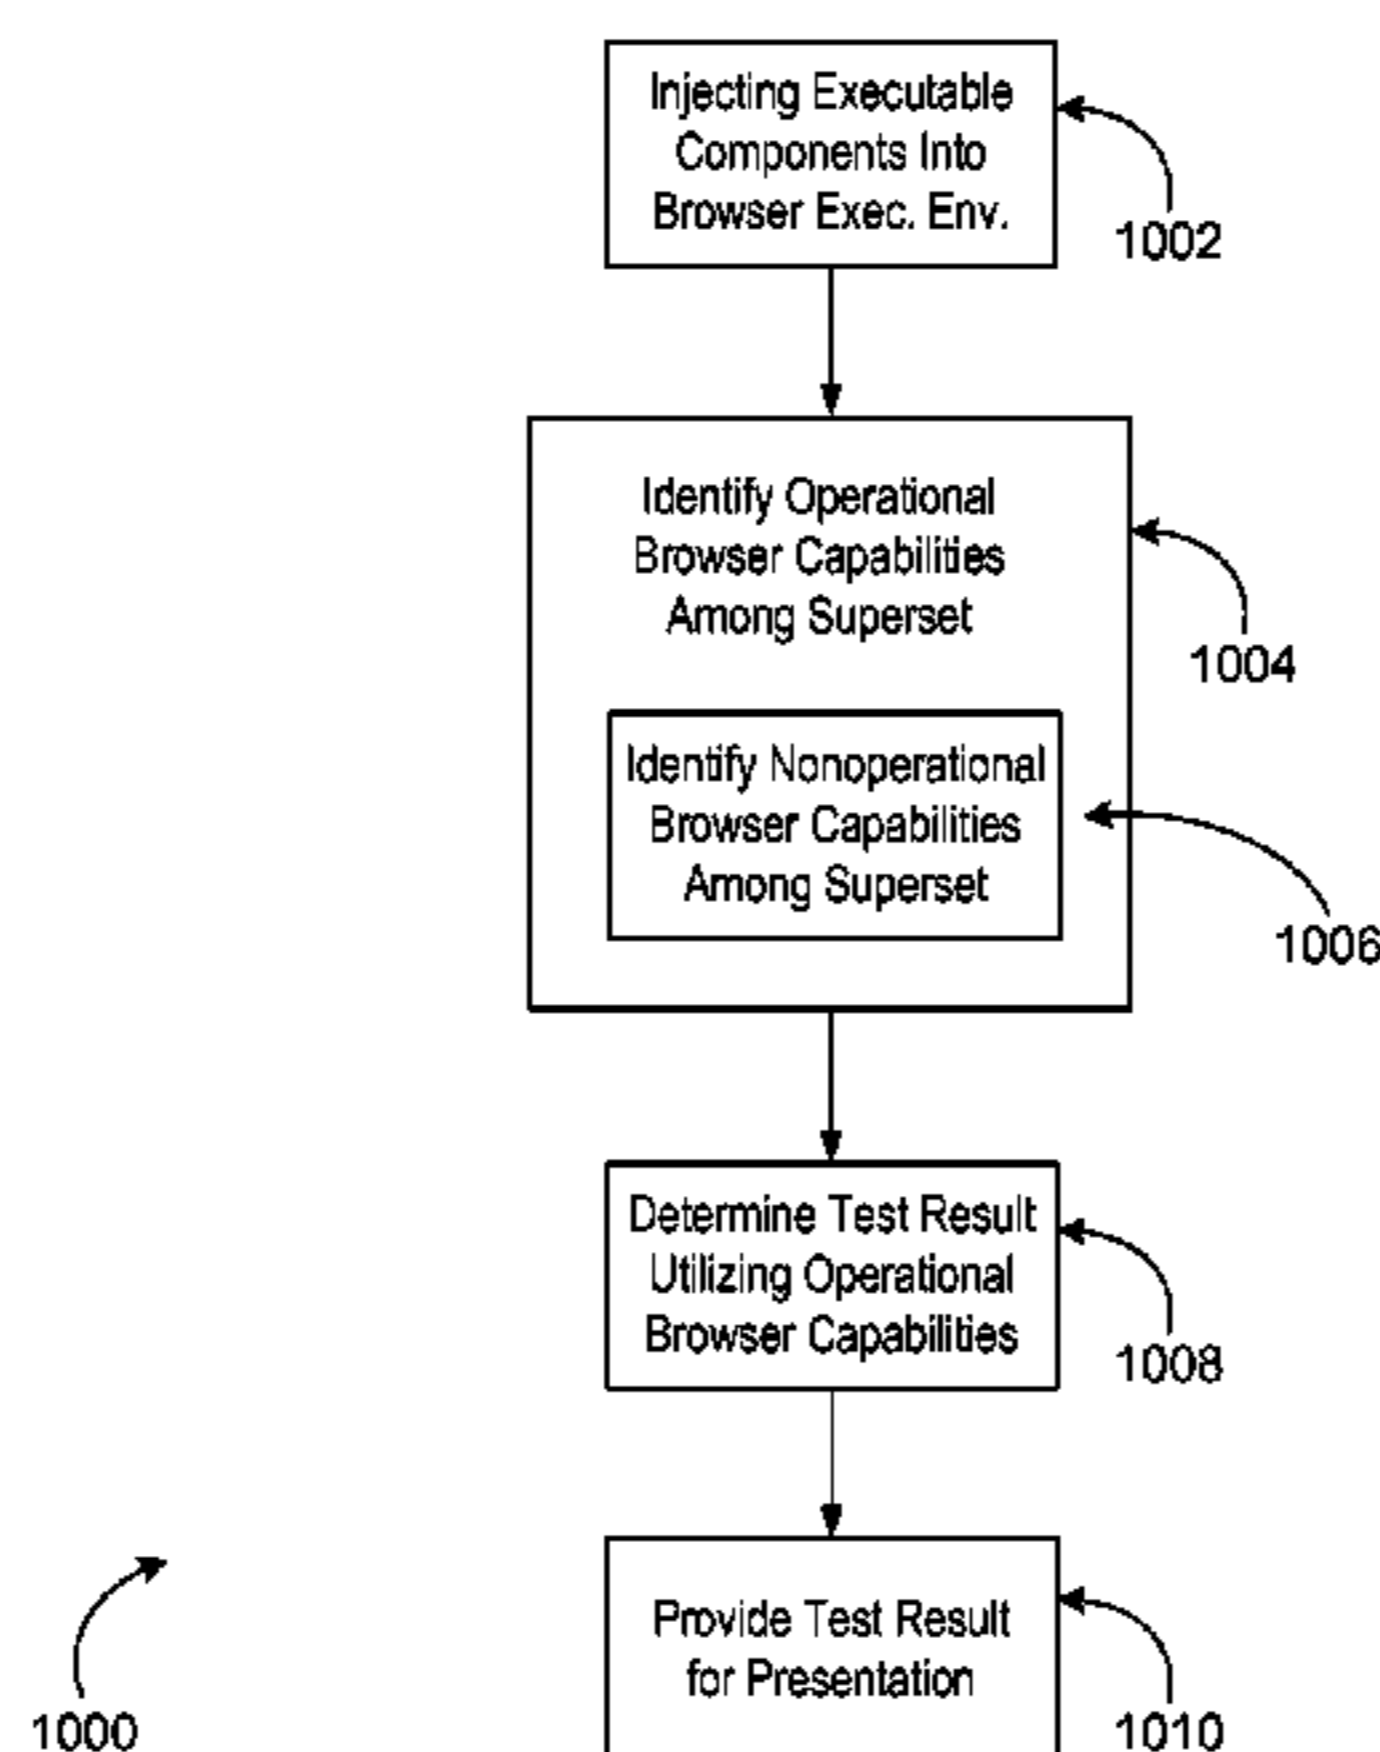 Injecting Executable
Components Into
Browser Exec. Env.
1002
Identify Operational
Browser Capabilities
Among Superset
1004
Identify Nonoperational
Browser Capabilities
Among Superset
1006
Determine Test Result
Utilizing Operational
Browser Capabilities
1008
Provide Test Result
for Presentation
1010
1000